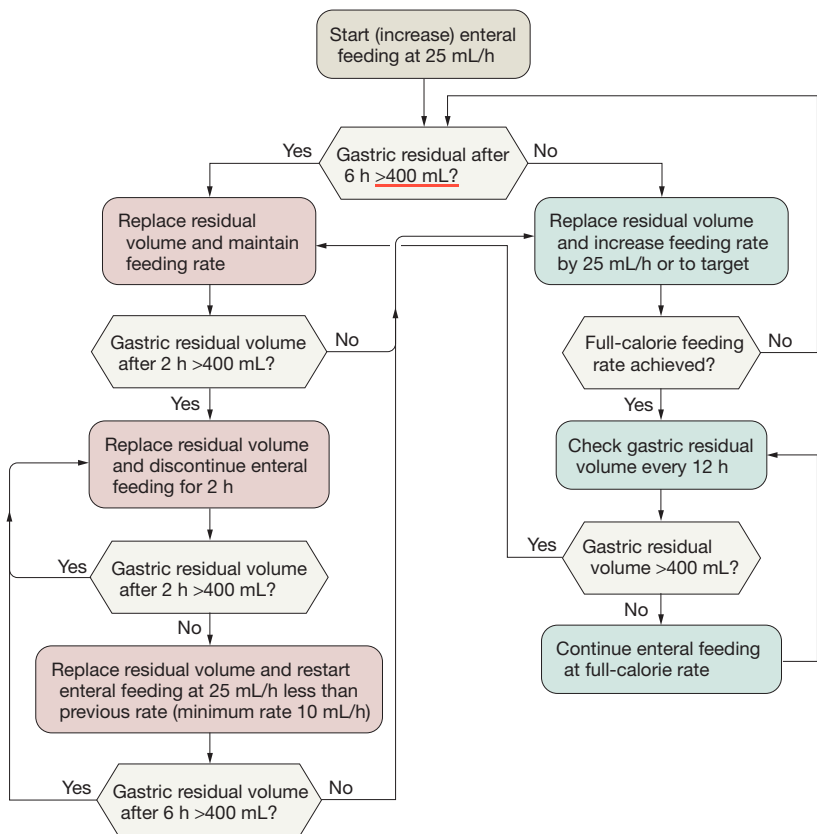 Start (increase) enteral
feeding at 25 mL/h
Yes
Gastric residual after
6 h >400 mL?
No
Replace residual
volume and maintain
feeding rate
Replace residual volume
and increase feeding rate
by 25 mL/h or to target
Gastric residual volume
after 2 h >400 mL?
No
Full-calorie feeding
rate achieved?
No
Yes
Yes
Replace residual volume
and discontinue enteral
feeding for 2 h
Check gastric residual
volume every 12 h
Yes
Gastric residual volume
after 2 h >400 mL?
Yes
Gastric residual
volume >400 mL?
No
No
Replace residual volume and restart
enteral feeding at 25 mL/h less than
previous rate (minimum rate 10 mL/h)
Continue enteral feeding
at full-calorie rate
Yes
Gastric residual volume
after 6 h >400 mL?
No